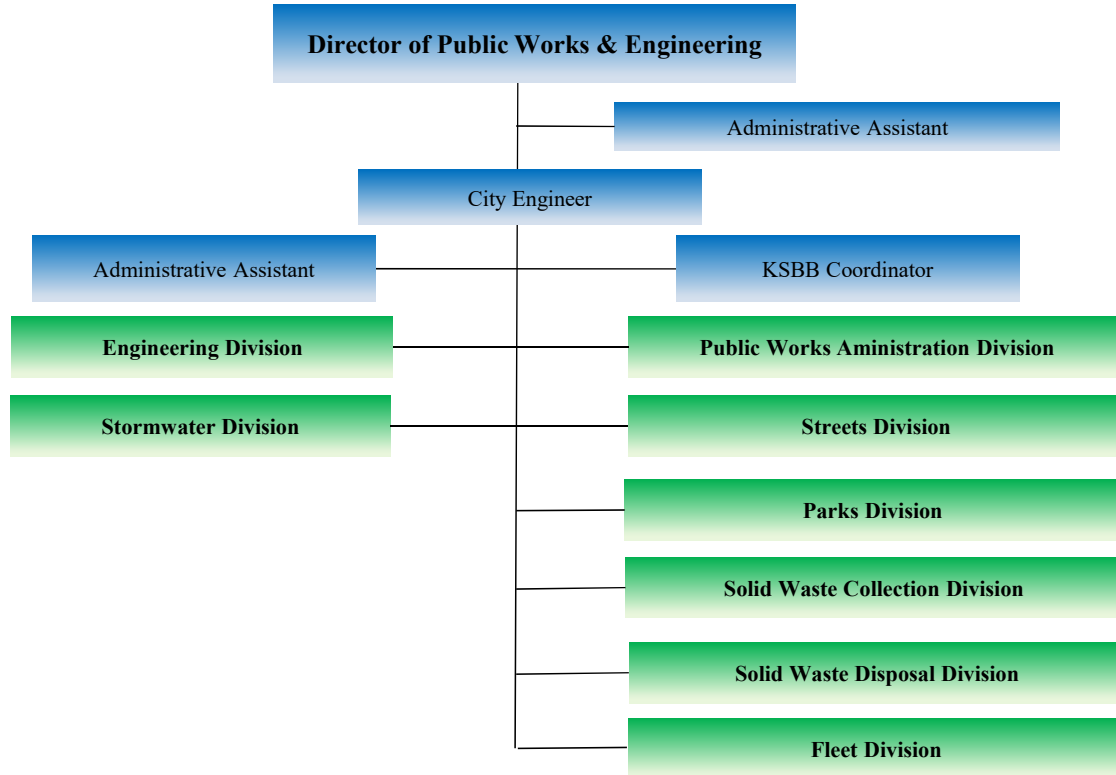 Director of Public Works & Engineering
Administrative Assistant
City Engineer
Administrative Assistant
KSBB Coordinator
Engineering Division
Public Works Aministration Division
Stormwater Division
Streets Division
Parks Division
Solid Waste Collection Division
Solid Waste Disposal Division
Fleet Division